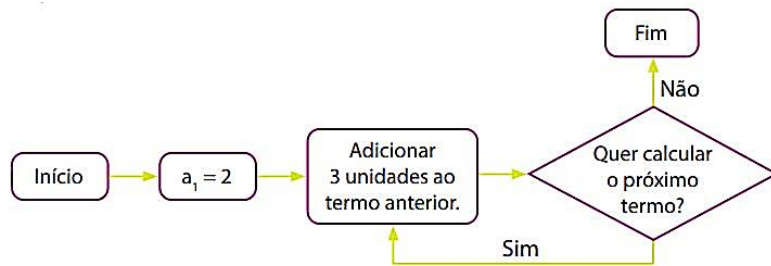 Início
a₁ = 2
Adicionar
3 unidades ao
termo anterior.
Quer calcular
o próximo
termo?
Não
Fim
Sim